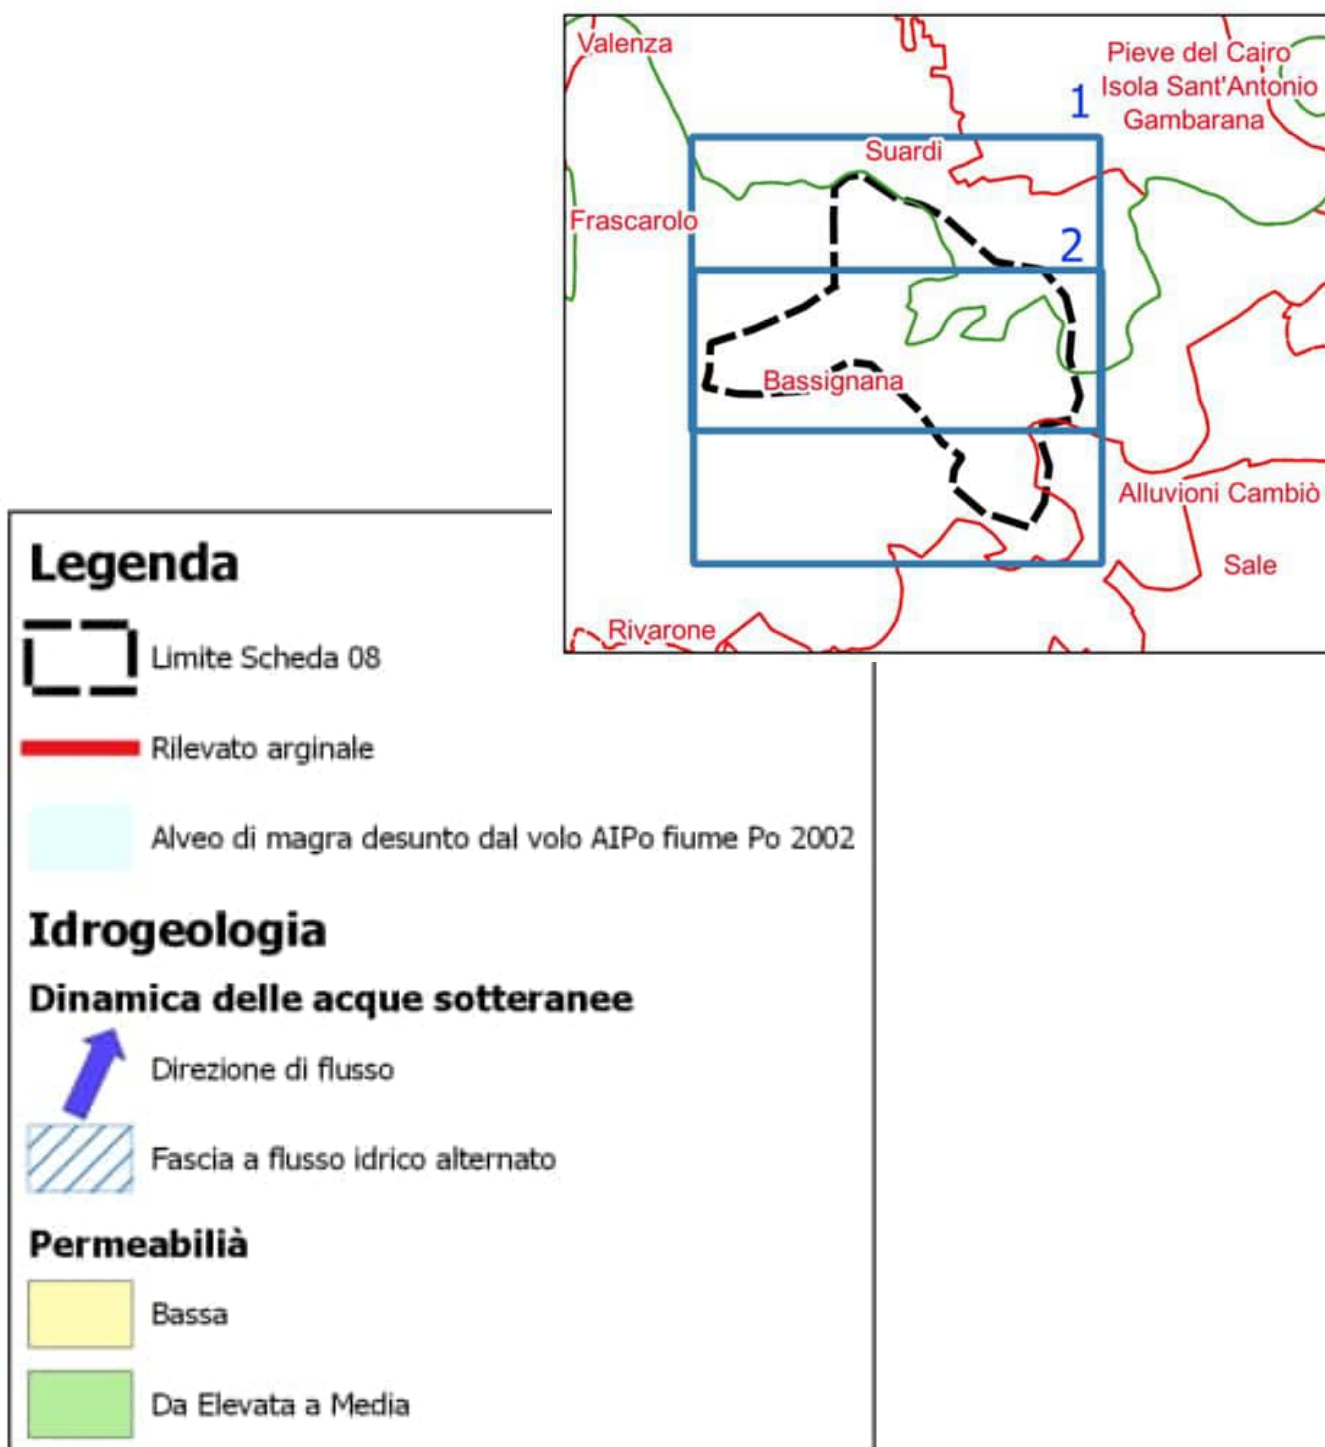 Valenza
Pieve del Cairo
1
Isola Sant'Antonio
Gambarana
Suardi
Frascarolo
2
Bassignana
Alluvioni Cambiò
Sale
Rivarone
Legenda
Limite Scheda 08
Rilevato arginale
Alveo di magra desunto dal volo AIPo fiume Po 2002
Idrogeologia
Dinamica delle acque sotteranee
Direzione di flusso
Fascia a flusso idrico alternato
Permeabilià
Bassa
Da Elevata a Media